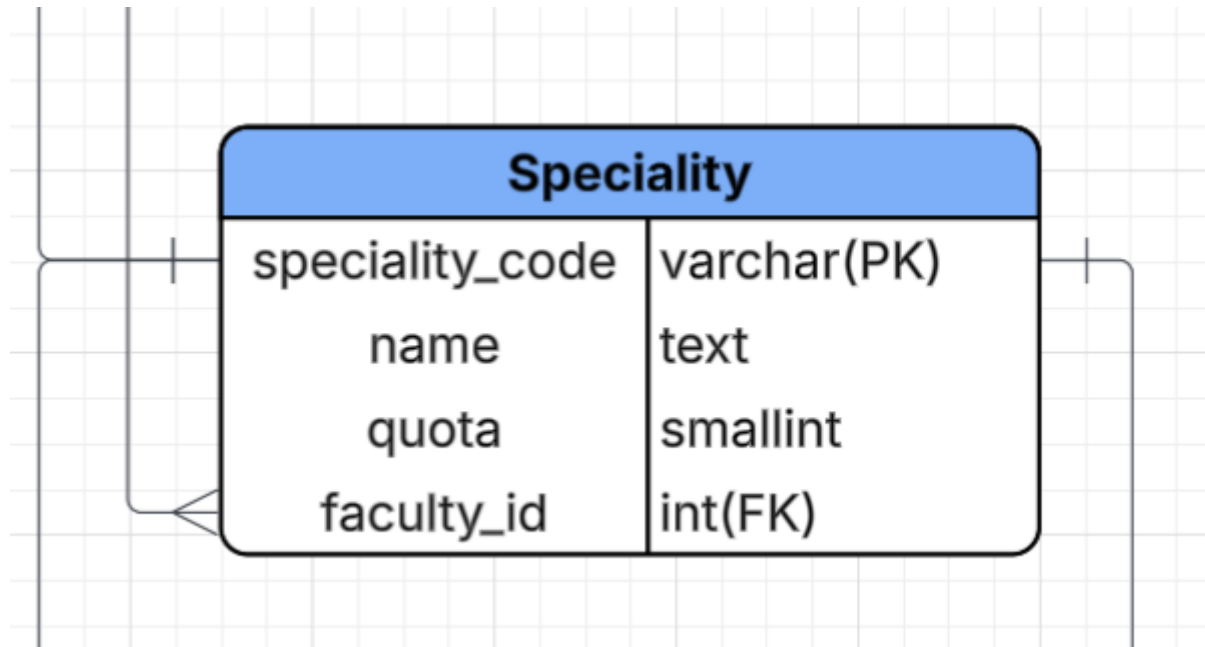 Speciality
speciality_code varchar(PK)
name text
quota smallint
faculty_id int(FK)